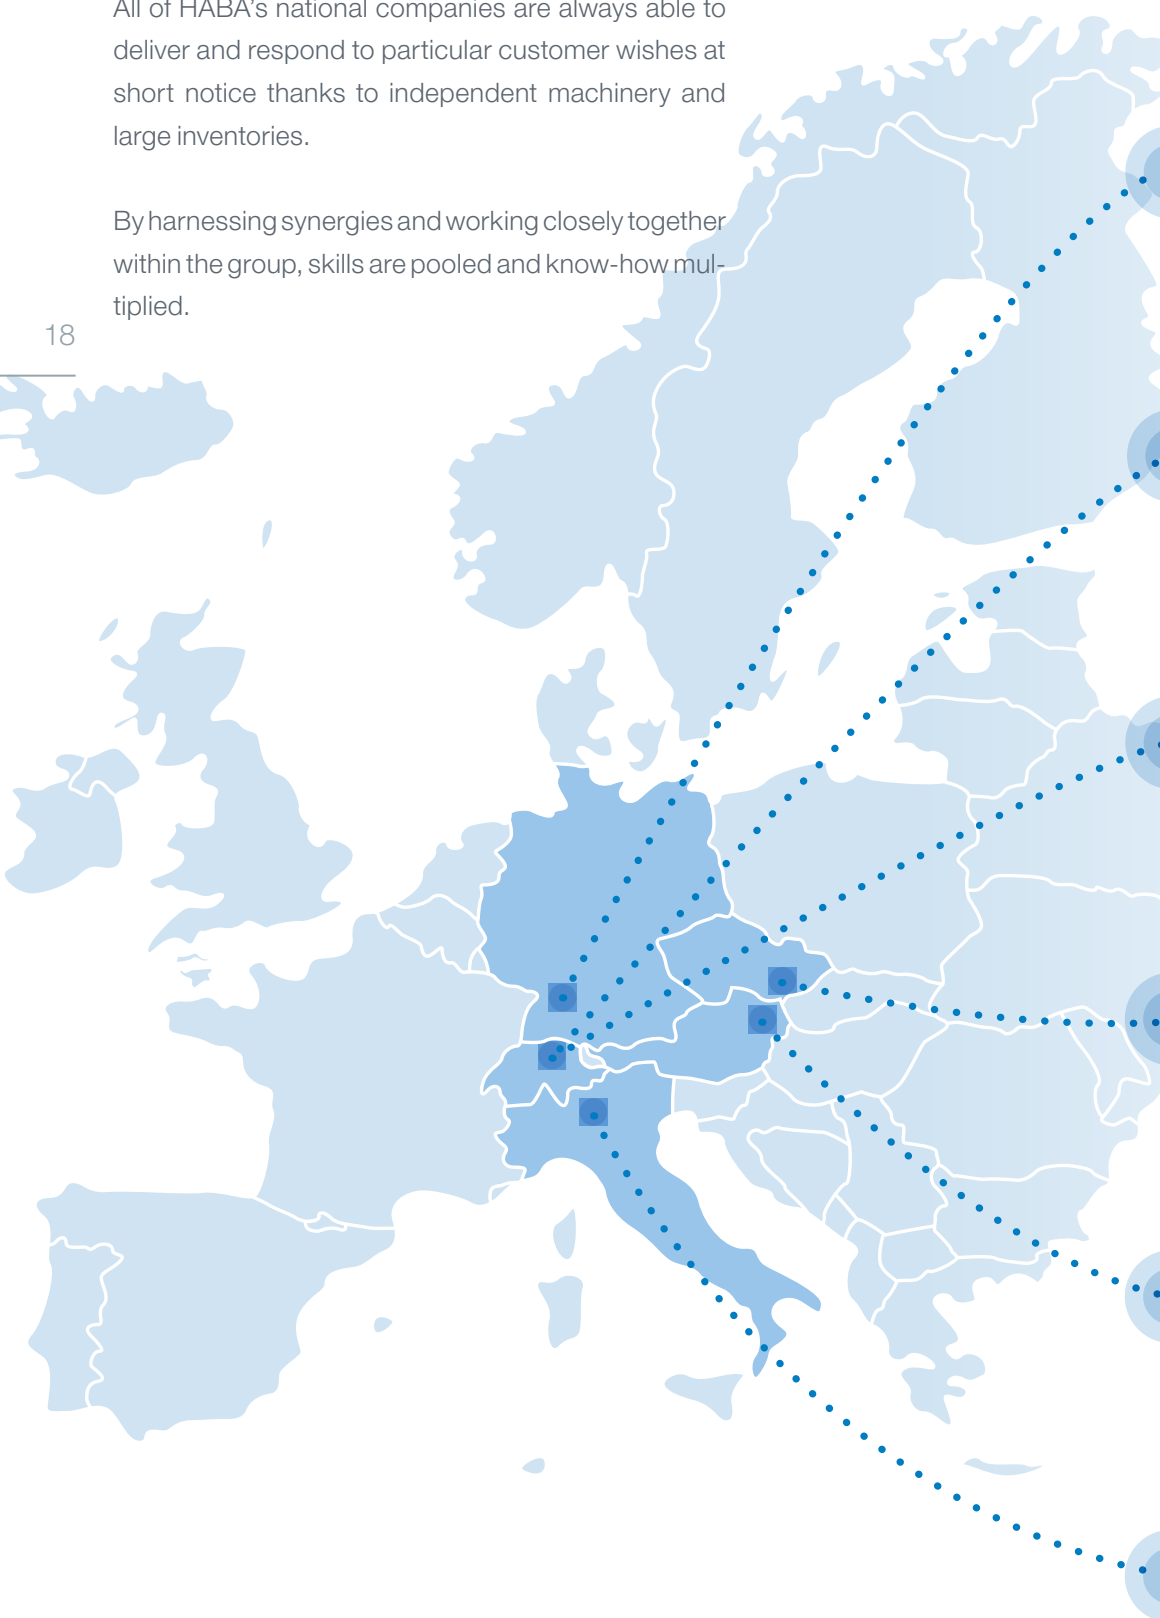 All of HABA’s national companies are always able to
deliver and respond to particular customer wishes at
short notice thanks to independent machinery and
large inventories.
By harnessing synergies and working closely together
within the group, skills are pooled and know-how mul-
tiplied.
18